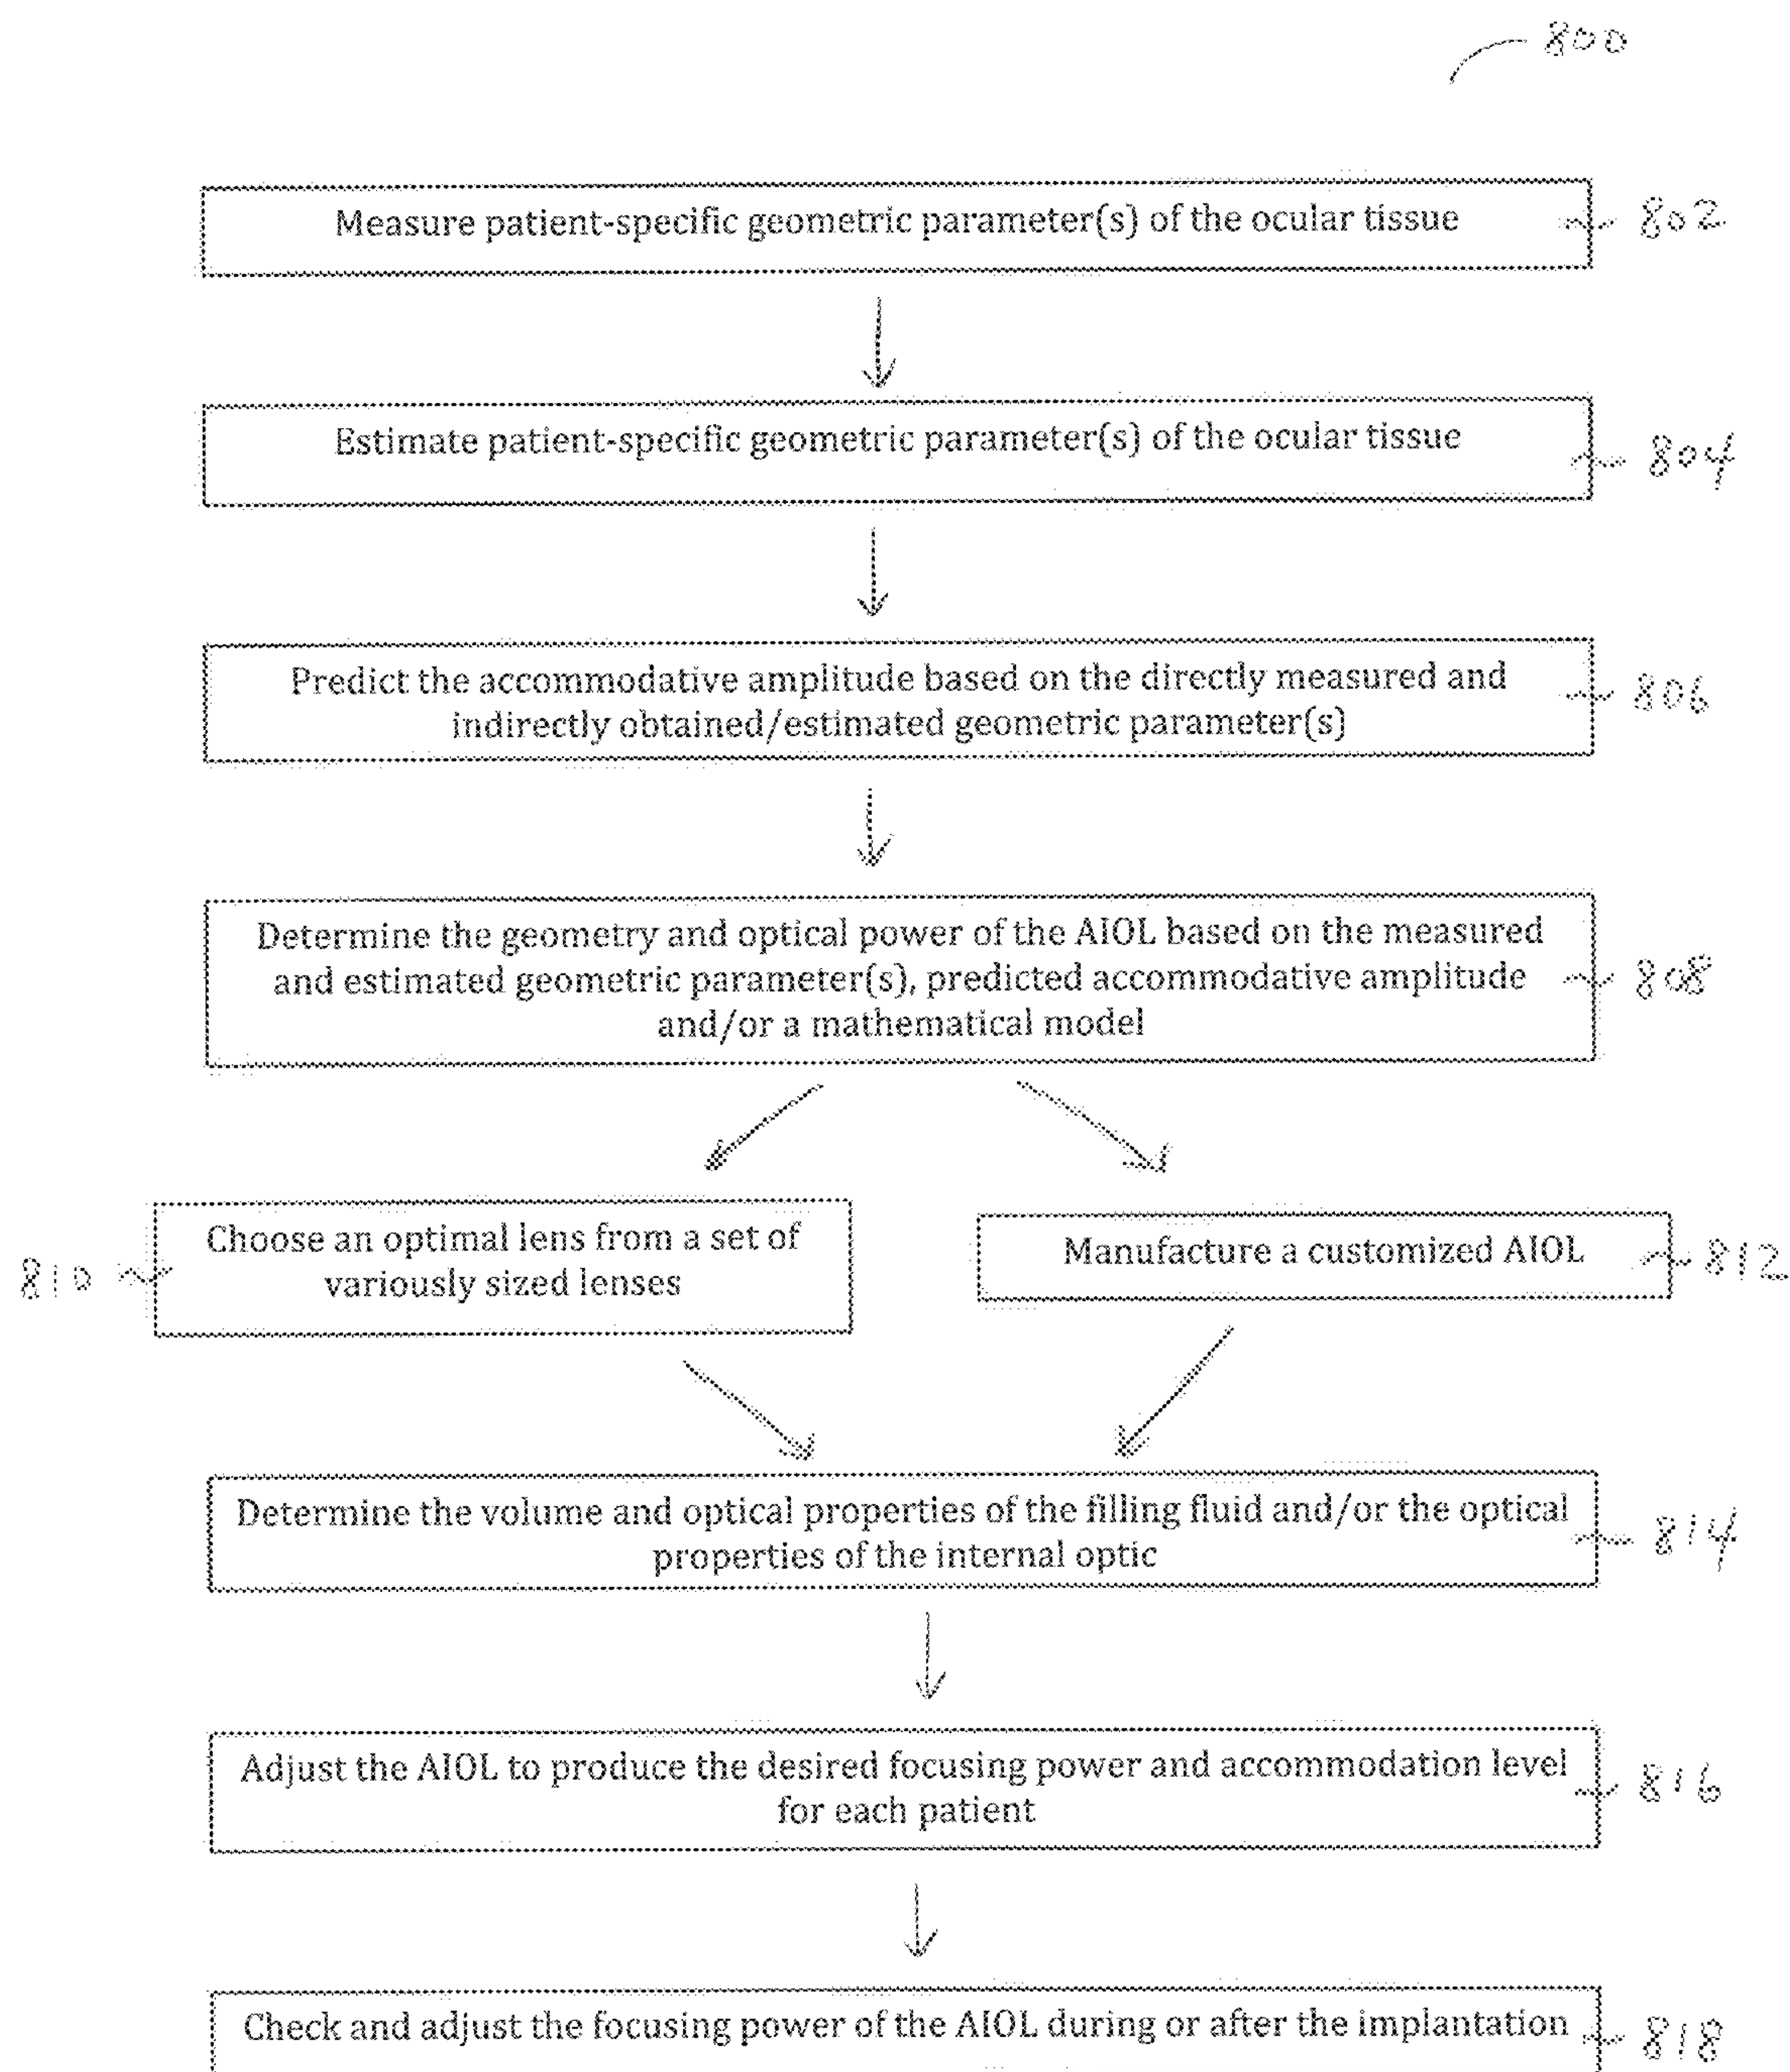 800
Measure patient-specific geometric parameter(s) of the ocular tissue
802
Estimate patient-specific geometric parameter(s) of the ocular tissue
804
Predict the accommodative amplitude based on the directly measured and
indirectly obtained/estimated geometric parameter(s)
806
Determine the geometry and optical power of the AIOL based on the measured
and estimated geometric parameter(s), predicted accommodative amplitude
and/or a mathematical model
808
810
Choose an optimal lens from a set of
variously sized lenses
Manufacture a customized AIOL
812
Determine the volume and optical properties of the filling fluid and/or the optical
properties of the internal optic
814
Adjust the AIOL to produce the desired focusing power and accommodation level
for each patient
816
Check and adjust the focusing power of the AIOL during or after the implantation
818